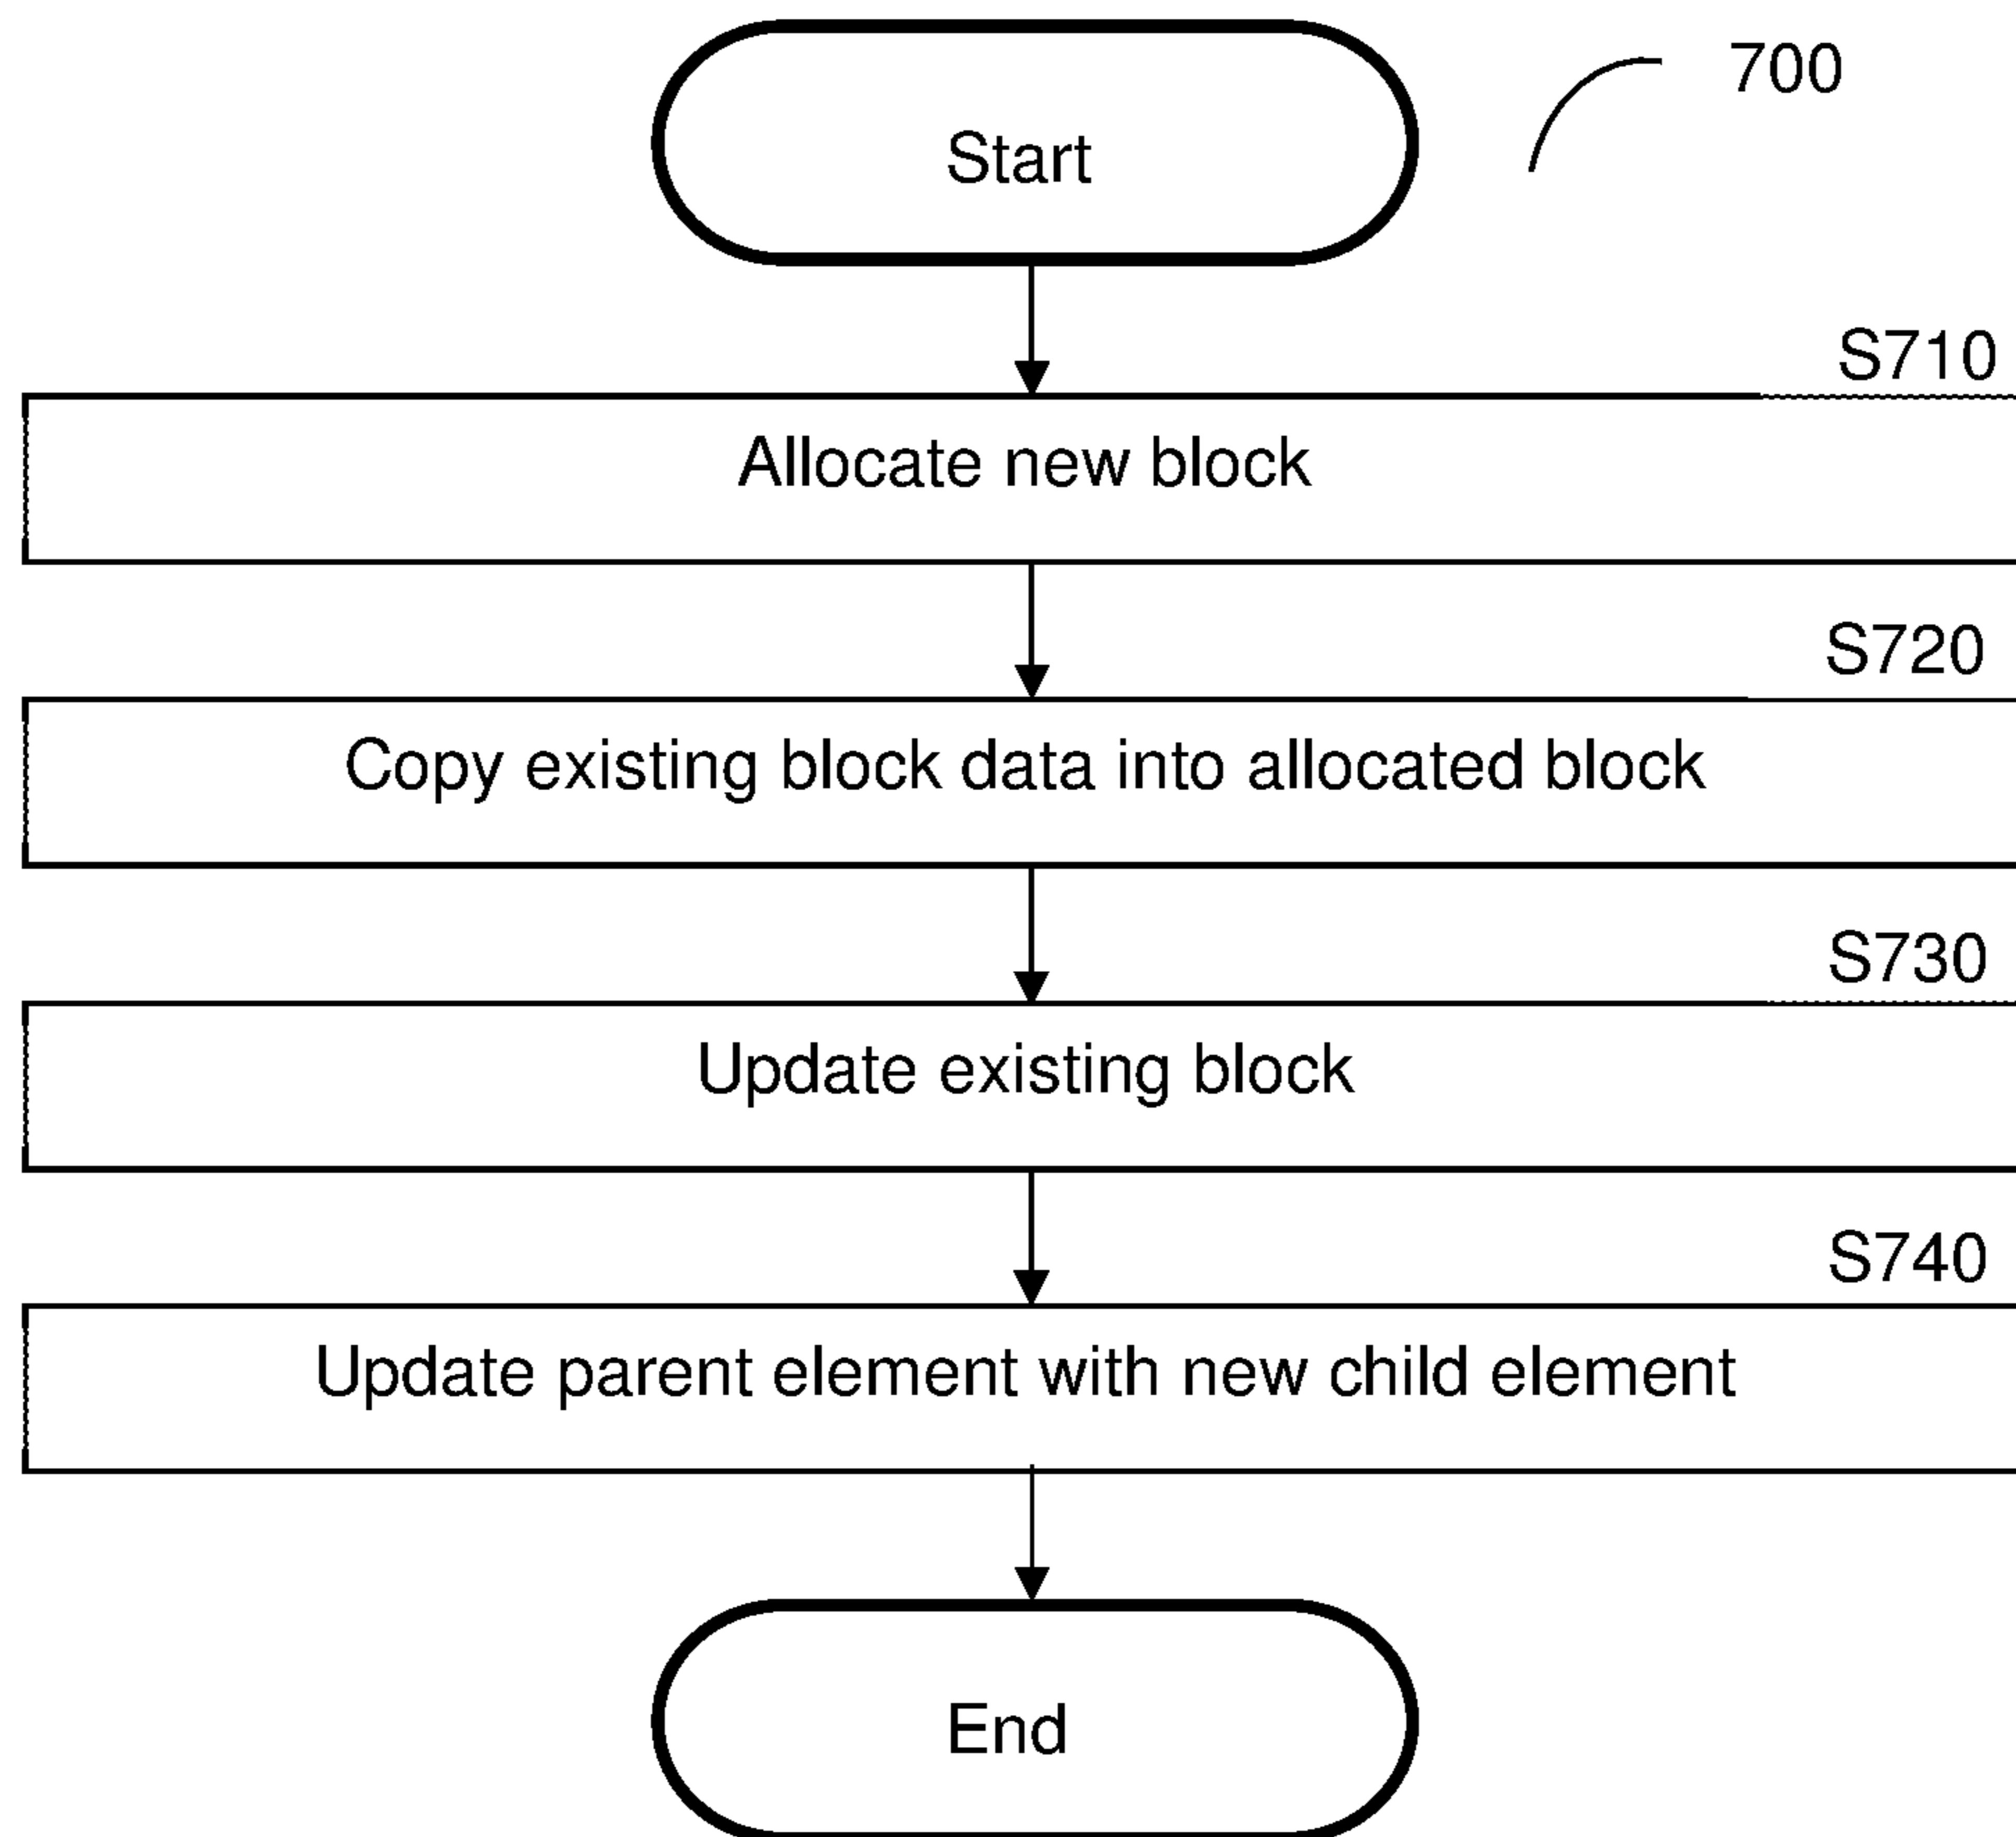 700
Start
S710
Allocate new block
S720
Copy existing block data into allocated block
S730
Update existing block
S740
Update parent element with new child element
End